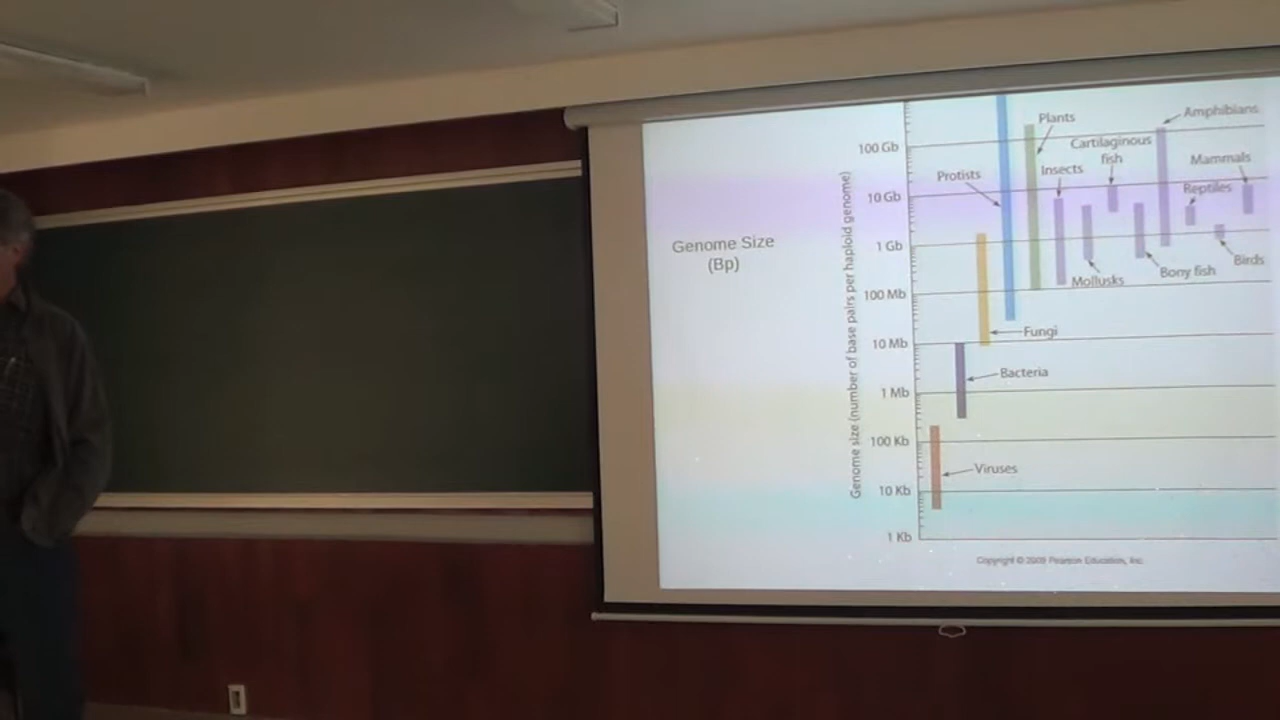 Genome Size
(Bp)
Genome size (number of base pairs per haploid genome)
100 Gb
10 Gb
1 Gb
100 Mb
10 Mb
1 Mb
100 Kb
10 Kb
1 Kb
Protists
Plants
Insects
Cartilaginous
fish
Amphibians
Mammals
Reptiles
Birds
Bony fish
Mollusks
Fungi
Bacteria
Viruses
Copyright © 2009 Pearson Education, Inc.